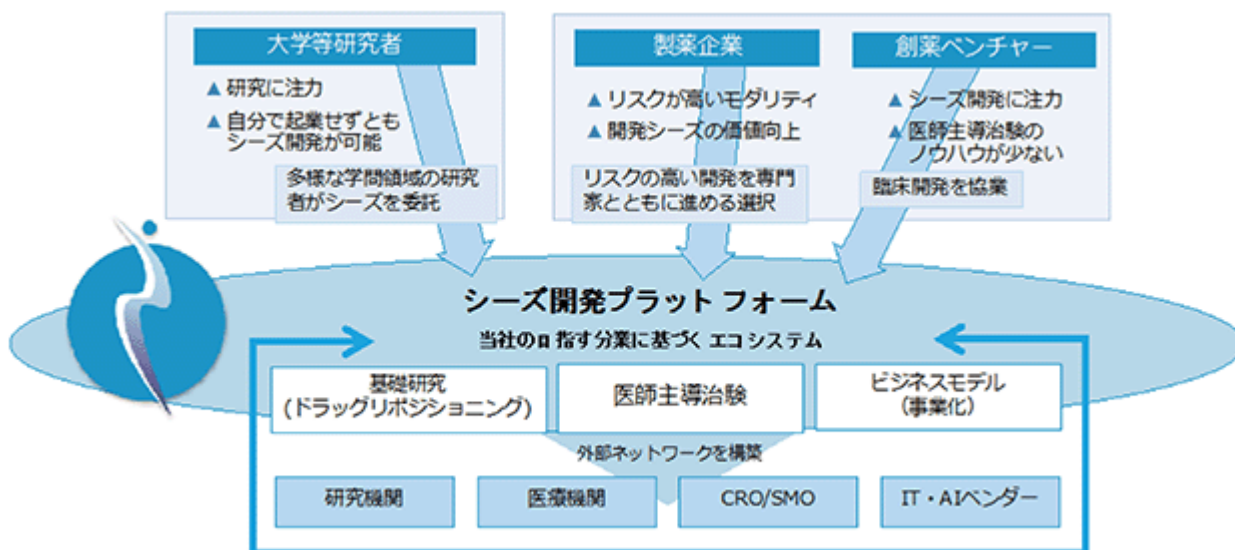 大学等研究者
▲ 研究に注力
▲ 自分で起業せずとも
シーズ開発が可能
多様な学問領域の研究
者がシーズを委託
製薬企業
▲ リスクが高いモダリティ
▲ 開発シーズの価値向上
リスクの高い開発を専門
家とともに進める選択
創薬ベンチャー
▲ シーズ開発に注力
▲ 医師主導治験の
ノウハウが少ない
臨床開発を協業
シーズ開発プラットフォーム
当社の目指す分業に基づくエコシステム
基礎研究
(ドラッグリポジショニング)
医師主導治験
ビジネスモデル
(事業化)
外部ネットワークを構築
研究機関
医療機関
CRO/SMO
IT・AIベンダー